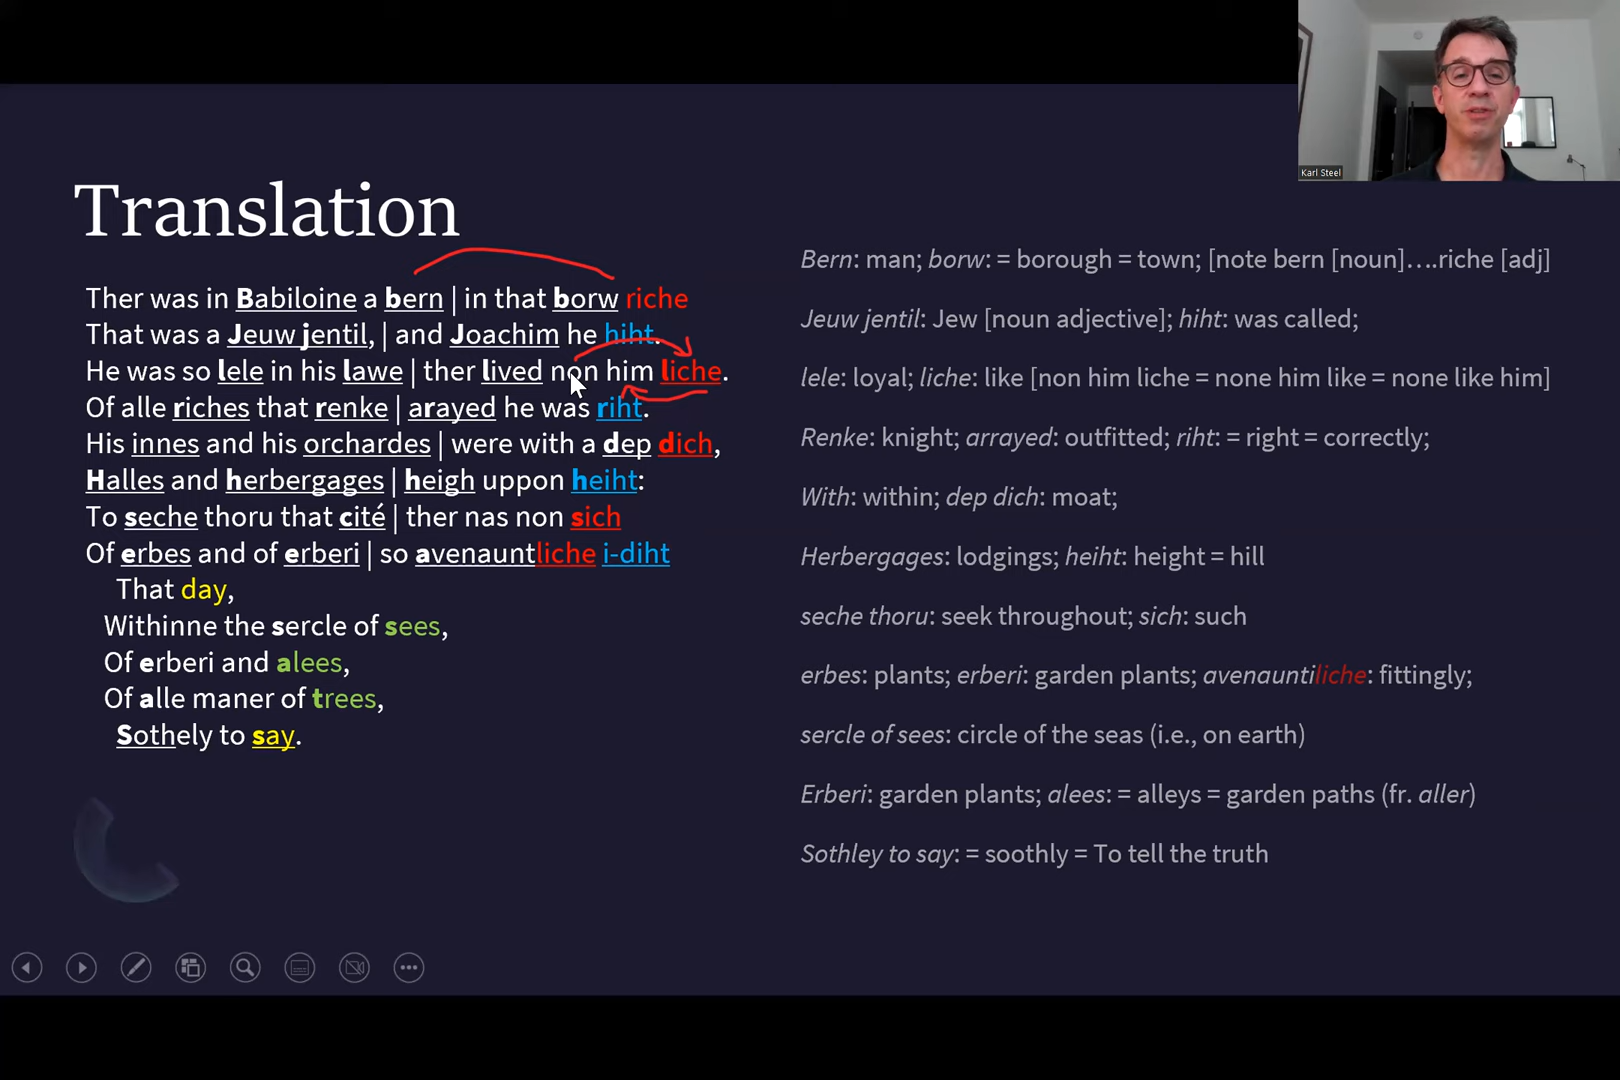 Karl Steel
Translation
Ther was in Babiloine a bern | in that borw riche
That was a Jeuw jentil, | and Joachim he hiht.
He was so lele in his lawe | ther lived non him liche.
Of alle riches that renke | arayed he was riht.
His innes and his orchardes | were with a dep dich,
Halles and herbergages | heigh uppon heiht:
To seche thoru that cité | ther nas non sich
Of erbes and of erberi | so avenauntliche i-diht
That day,
Withinne the sercle of sees,
Of erberi and alees,
Of alle maner of trees,
Sothely to say.
Bern: man; borw: = borough = town; [note bern [noun]….riche [adj]
Jeuw jentil: Jew [noun adjective]; hiht: was called;
lele: loyal; liche: like [non him liche = none him like = none like him]
Renke: knight; arrayed: outfitted; riht: = right = correctly;
With: within; dep dich: moat;
Herbergages: lodgings; heiht: height = hill
seche thoru: seek throughout; sich: such
erbes: plants; erberi: garden plants; avenauntiliche: fittingly;
sercle of sees: circle of the seas (i.e., on earth)
Erberi: garden plants; alees: = alleys = garden paths (fr. aller)
Sothley to say: = soothly = To tell the truth